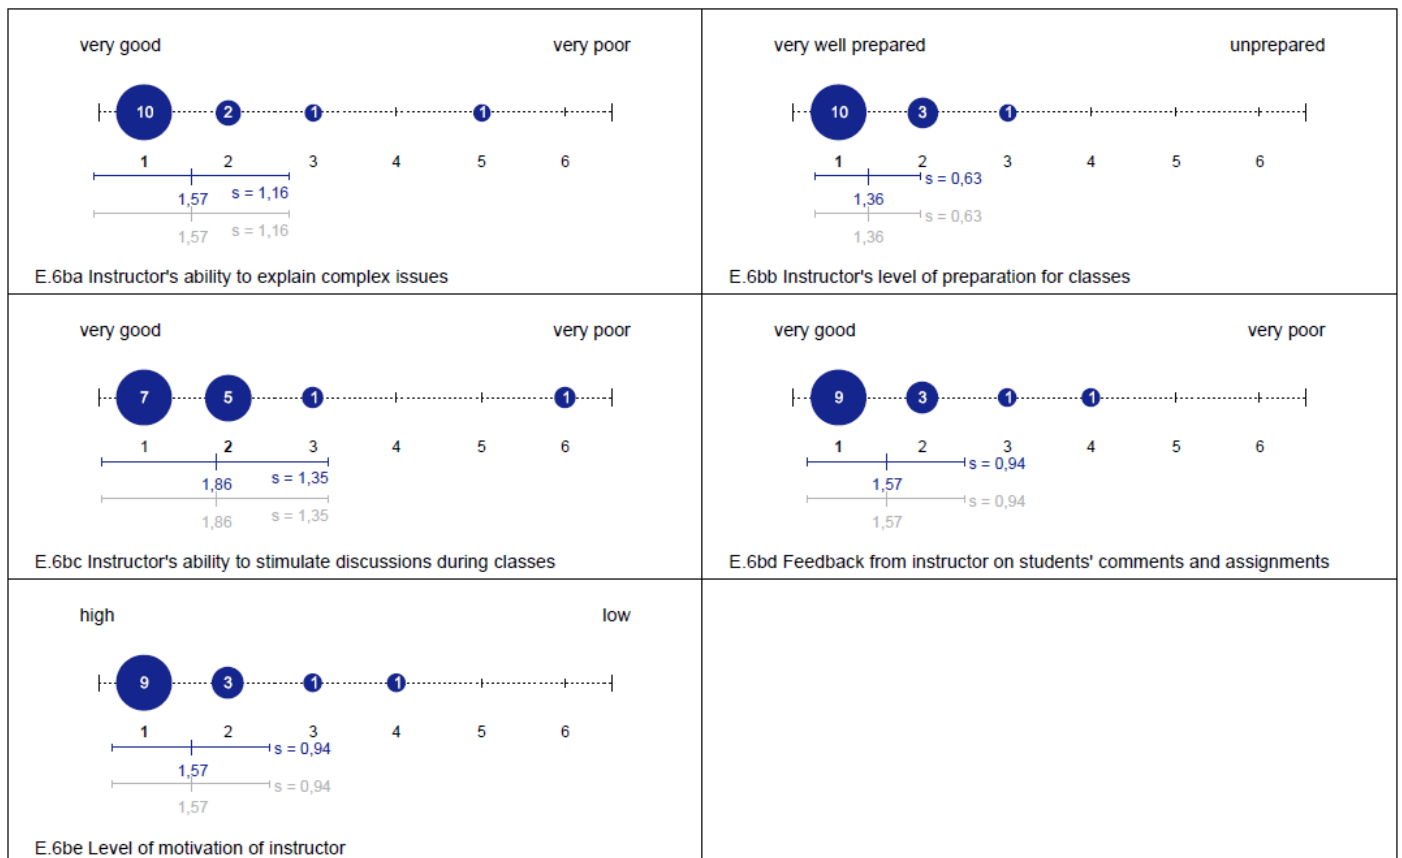 very good very poor
10 2 1 1
1 2 3 4 5 6
1,57 s = 1,16
1,57 s = 1,16
E.6ba Instructor's ability to explain complex issues
very well prepared unprepared
10 3 1
1 2 3 4 5 6
s = 0,63
1,36
s = 0,63
1,36
E.6bb Instructor's level of preparation for classes
very good very poor
7 5 1 1
1 2 3 4 5 6
1,86 s = 1,35
1,86 s = 1,35
E.6bc Instructor's ability to stimulate discussions during classes
very good very poor
9 3 1 1
1 2 3 4 5 6
s = 0,94
1,57
s = 0,94
1,57
E.6bd Feedback from instructor on students' comments and assignments
high low
9 3 1 1
1 2 3 4 5 6
s = 0,94
1,57
s = 0,94
1,57
E.6be Level of motivation of instructor